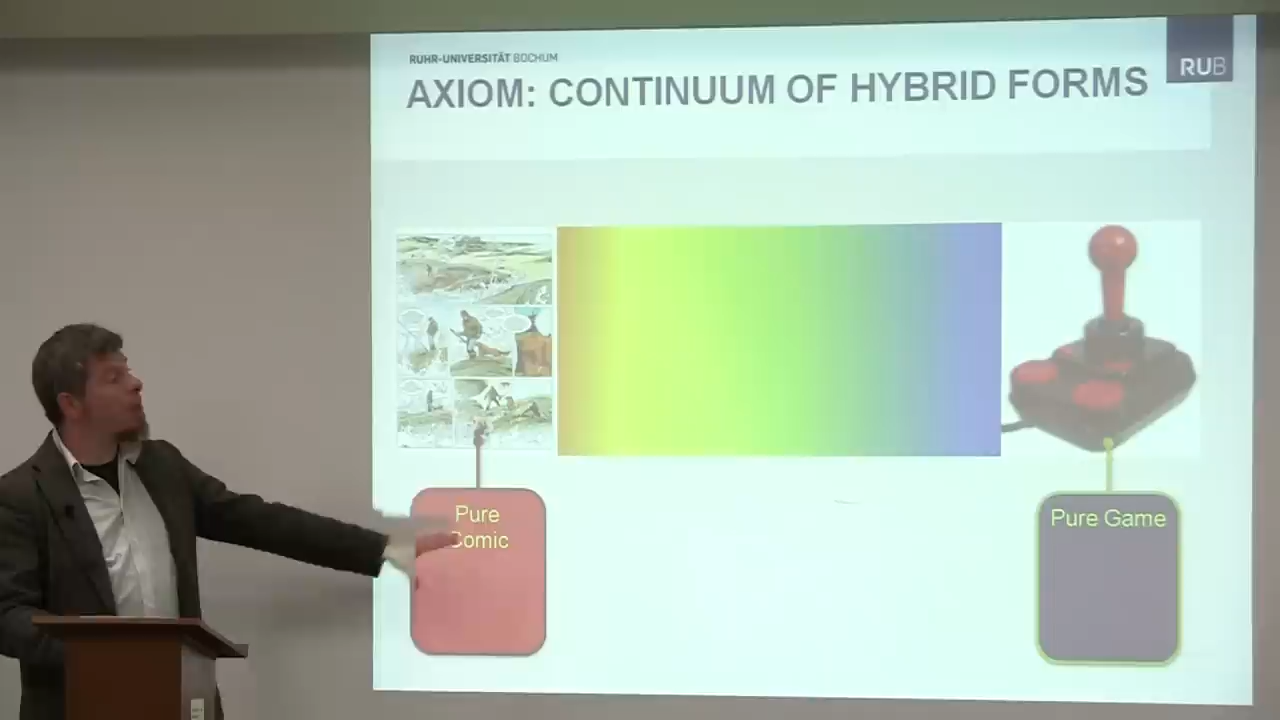 RUHR-UNIVERSITÄT BOCHUM
RUB
AXIOM: CONTINUUM OF HYBRID FORMS
Pure
Comic
Pure Game